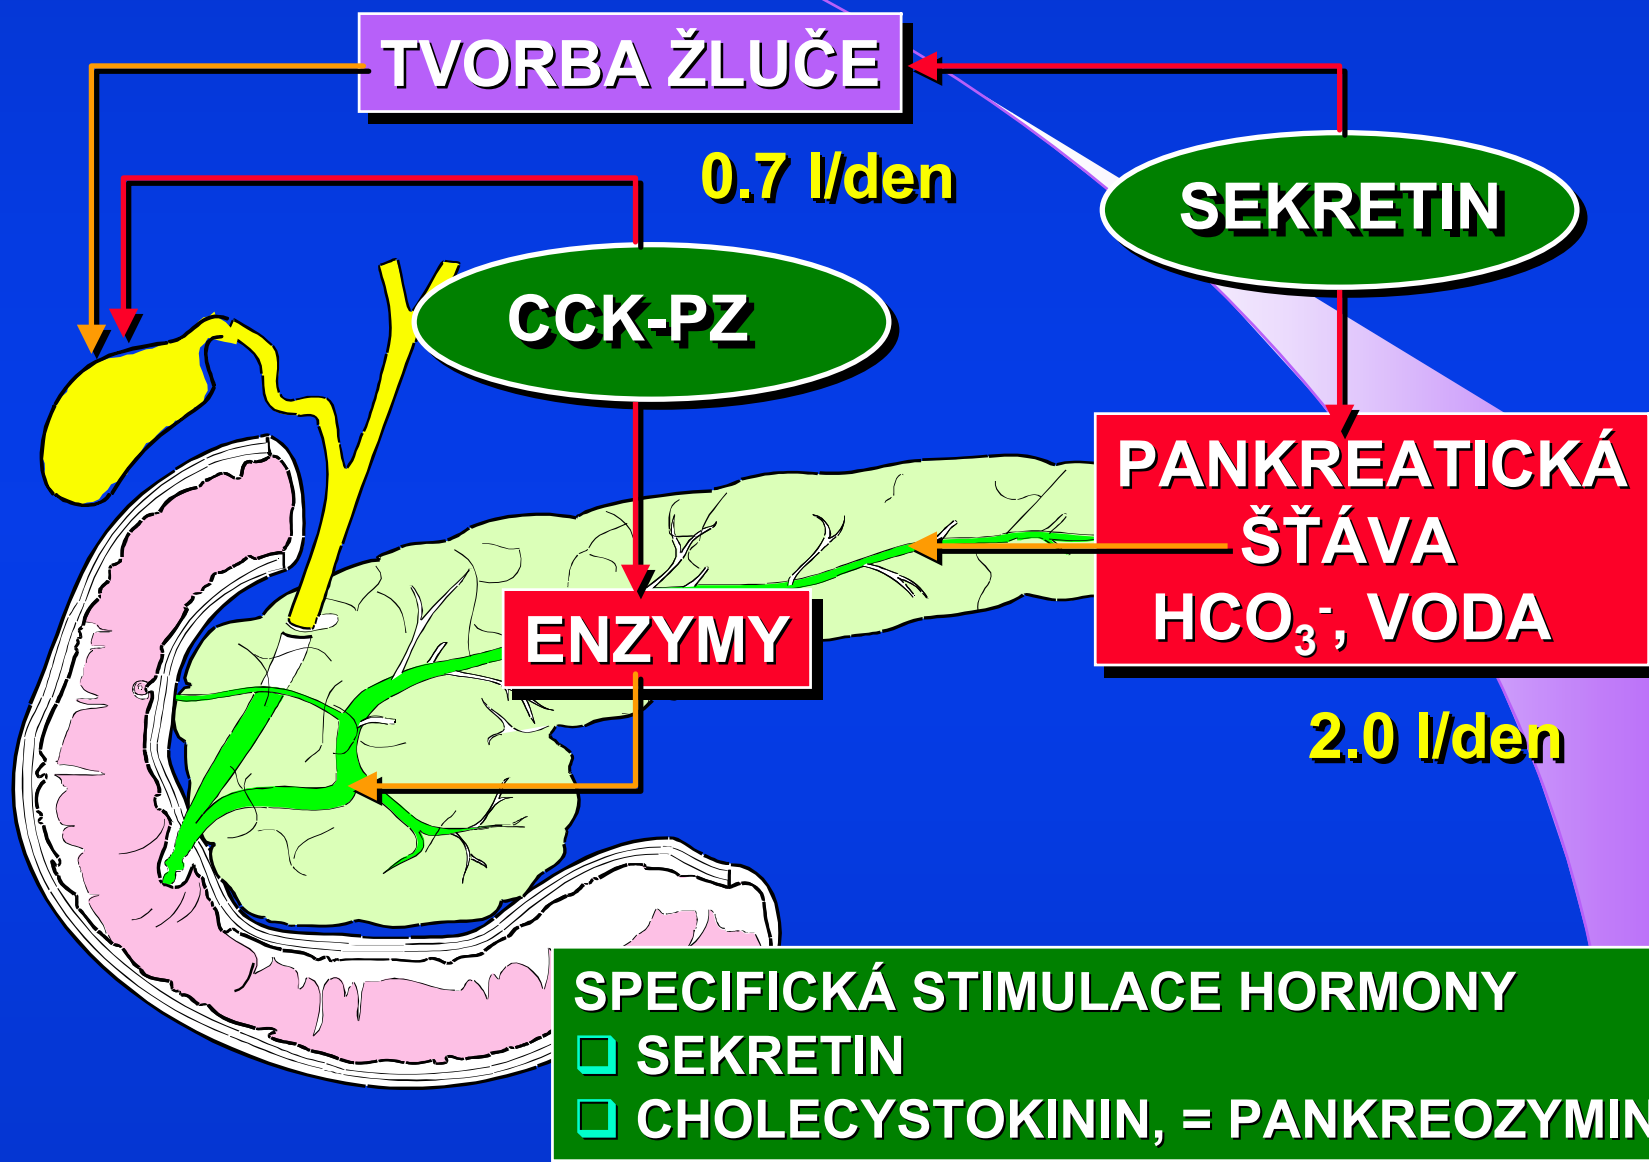 TVORBA ŽLUČE
0.7 l/den
SEKRETIN
CCK-PZ
PANKREATICKÁ
ŠŤÁVA
HCO₃⁻, VODA
ENZYMY
2.0 l/den
SPECIFICKÁ STIMULACE HORMONY
❑ SEKRETIN
❑ CHOLECYSTOKININ, = PANKREOZYMIN